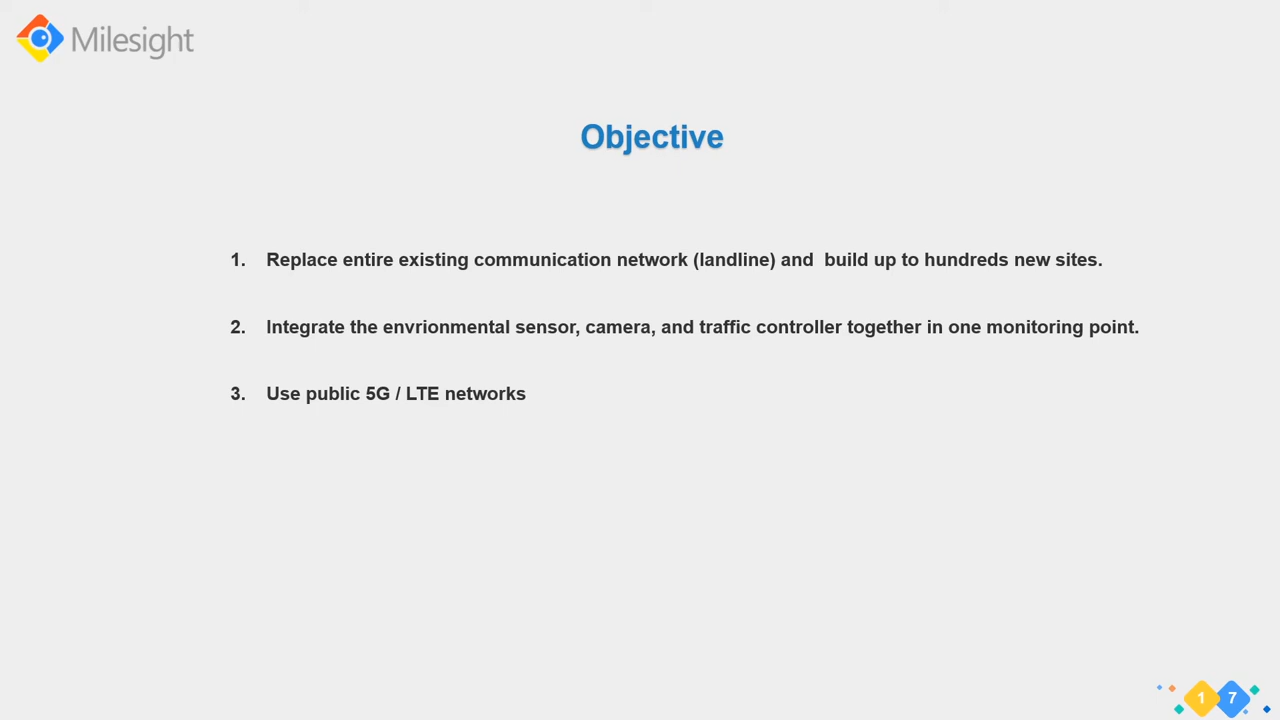 Milesight
Objective
1. Replace entire existing communication network (landline) and  build up to hundreds new sites.
2. Integrate the envrionmental sensor, camera, and traffic controller together in one monitoring point.
3. Use public 5G / LTE networks
1 7